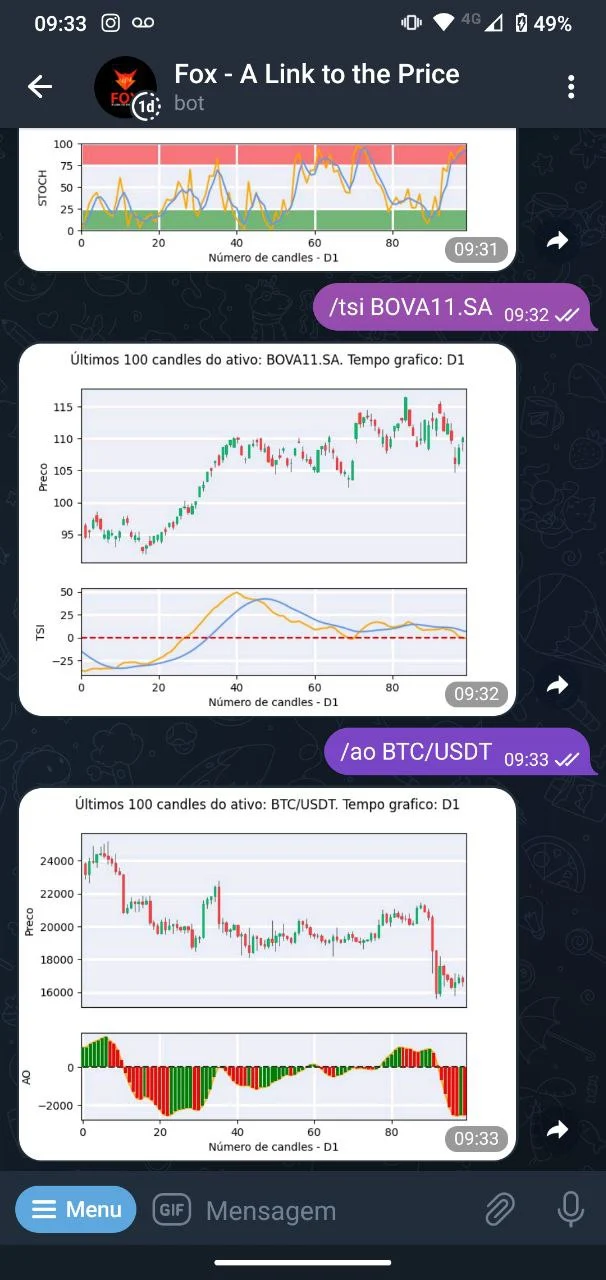 09:33
4G
49%
FOX
1d
Fox - A Link to the Price
bot
100
75
50
25
0
STOCH
0 20 40 60 80
Número de candles - D1
09:31
/tsi BOVA11.SA 09:32
Últimos 100 candles do ativo: BOVA11.SA. Tempo grafico: D1
115
110
105
100
95
Preco
50
25
0
−25
TSI
0 20 40 60 80
Número de candles - D1
09:32
/ao BTC/USDT 09:33
Últimos 100 candles do ativo: BTC/USDT. Tempo grafico: D1
24000
22000
20000
18000
16000
Preco
0
−2000
AO
0 20 40 60 80
Número de candles - D1
09:33
Menu
GIF
Mensagem